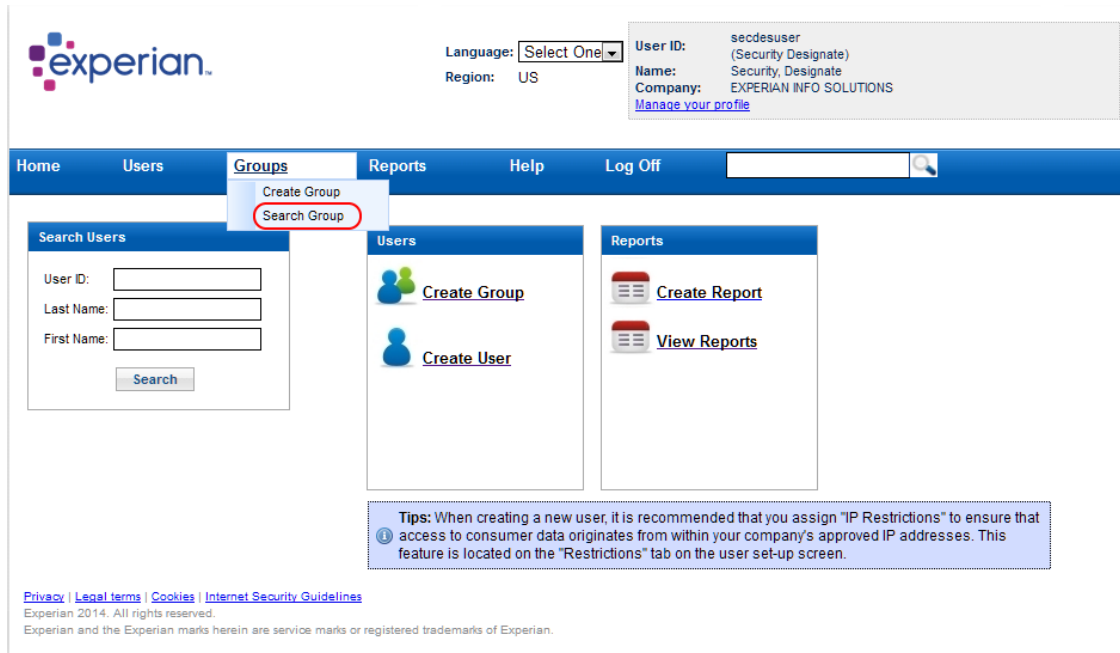 experian™
Language: Select One
Region: US
User ID: secdesuser
(Security Designate)
Name: Security, Designate
Company: EXPERIAN INFO SOLUTIONS
Manage your profile
Home Users Groups Reports Help Log Off
Create Group
Search Group
Search Users
User ID:
Last Name:
First Name:
Search
Users
Create Group
Create User
Reports
Create Report
View Reports
Tips: When creating a new user, it is recommended that you assign "IP Restrictions" to ensure that
access to consumer data originates from within your company's approved IP addresses. This
feature is located on the "Restrictions" tab on the user set-up screen.
Privacy | Legal terms | Cookies | Internet Security Guidelines
Experian 2014. All rights reserved.
Experian and the Experian marks herein are service marks or registered trademarks of Experian.